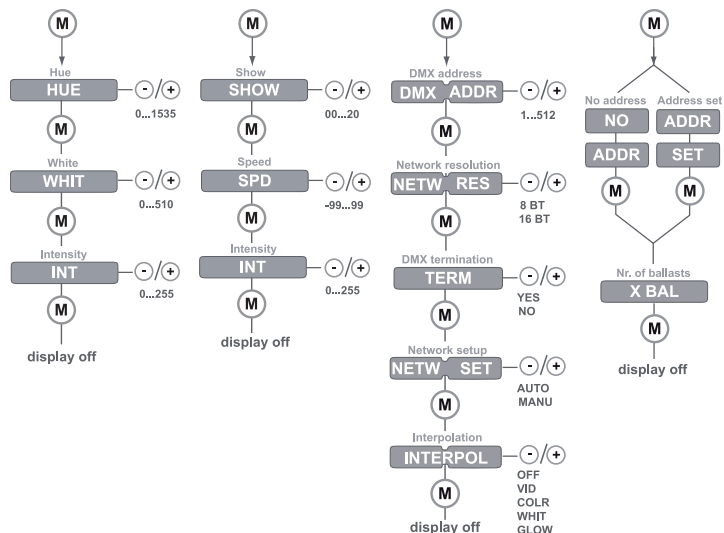 M
Hue
HUE
- / +
0...1535
M
White
WHIT
- / +
0...510
M
Intensity
INT
- / +
0...255
M
display off
M
Show
SHOW
- / +
00...20
M
Speed
SPD
- / +
-99...99
M
Intensity
INT
- / +
0...255
M
display off
M
DMX address
DMX ADDR
- / +
1...512
M
Network resolution
NETW RES
- / +
8 BT
16 BT
M
DMX termination
TERM
- / +
YES
NO
M
Network setup
NETW SET
- / +
AUTO
MANU
M
Interpolation
INTERPOL
- / +
OFF
VID
COLR
WHIT
GLOW
M
display off
M
No address
NO
ADDR
M
Address set
ADDR
SET
M
Nr. of ballasts
X BAL
M
display off